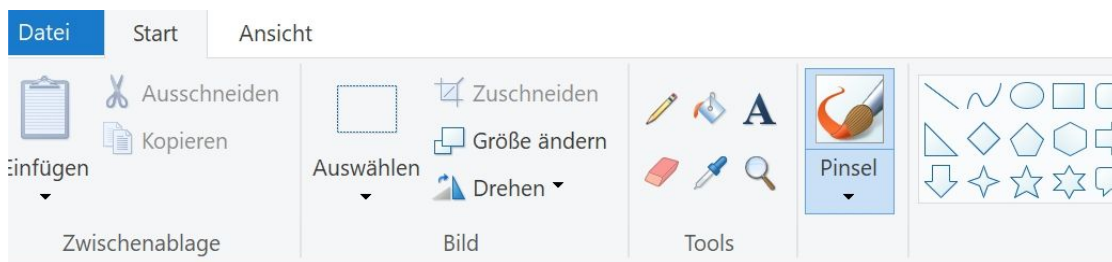 Datei Start Ansicht
Ausschneiden
Kopieren
Einfügen
Zwischenablage
Auswählen
Zuschneiden
Größe ändern
Drehen
Bild
A
Tools
Pinsel